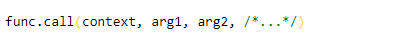 func.call(context, arg1, arg2, /*...*/)